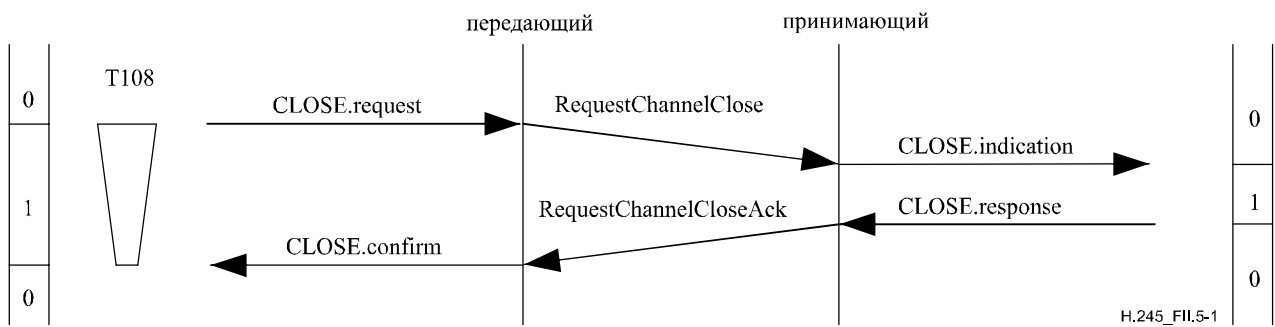 передающий
принимающий
T108
0
CLOSE.request
RequestChannelClose
0
CLOSE.indication
1
RequestChannelCloseAck
CLOSE.response
1
CLOSE.confirm
0
0
H.245_FII.5-1